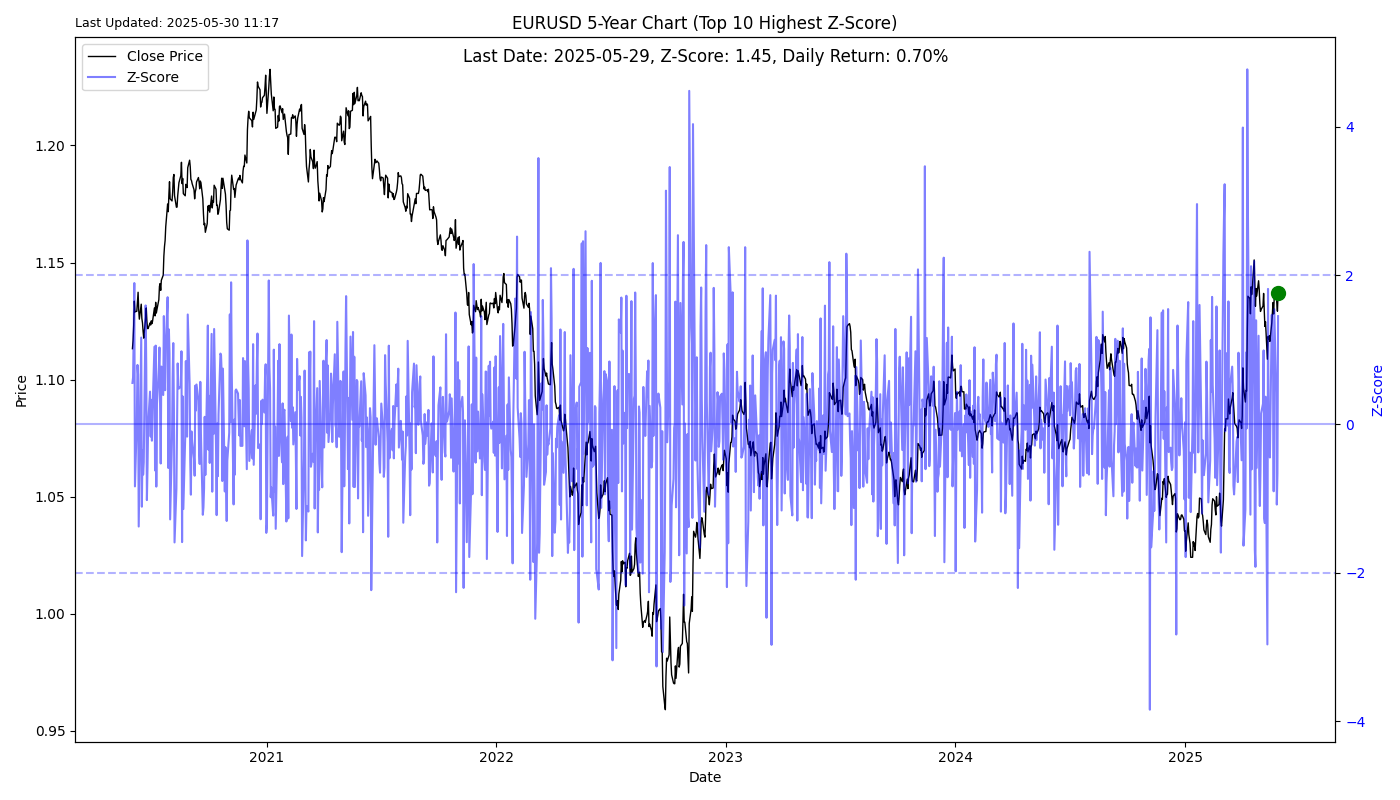 Last Updated: 2025-05-30 11:17
EURUSD 5-Year Chart (Top 10 Highest Z-Score)
Last Date: 2025-05-29, Z-Score: 1.45, Daily Return: 0.70%
Close Price
Z-Score
Price
1.20
1.15
1.10
1.05
1.00
0.95
4
2
0
−2
−4
Z-Score
2021
2022
2023
2024
2025
Date